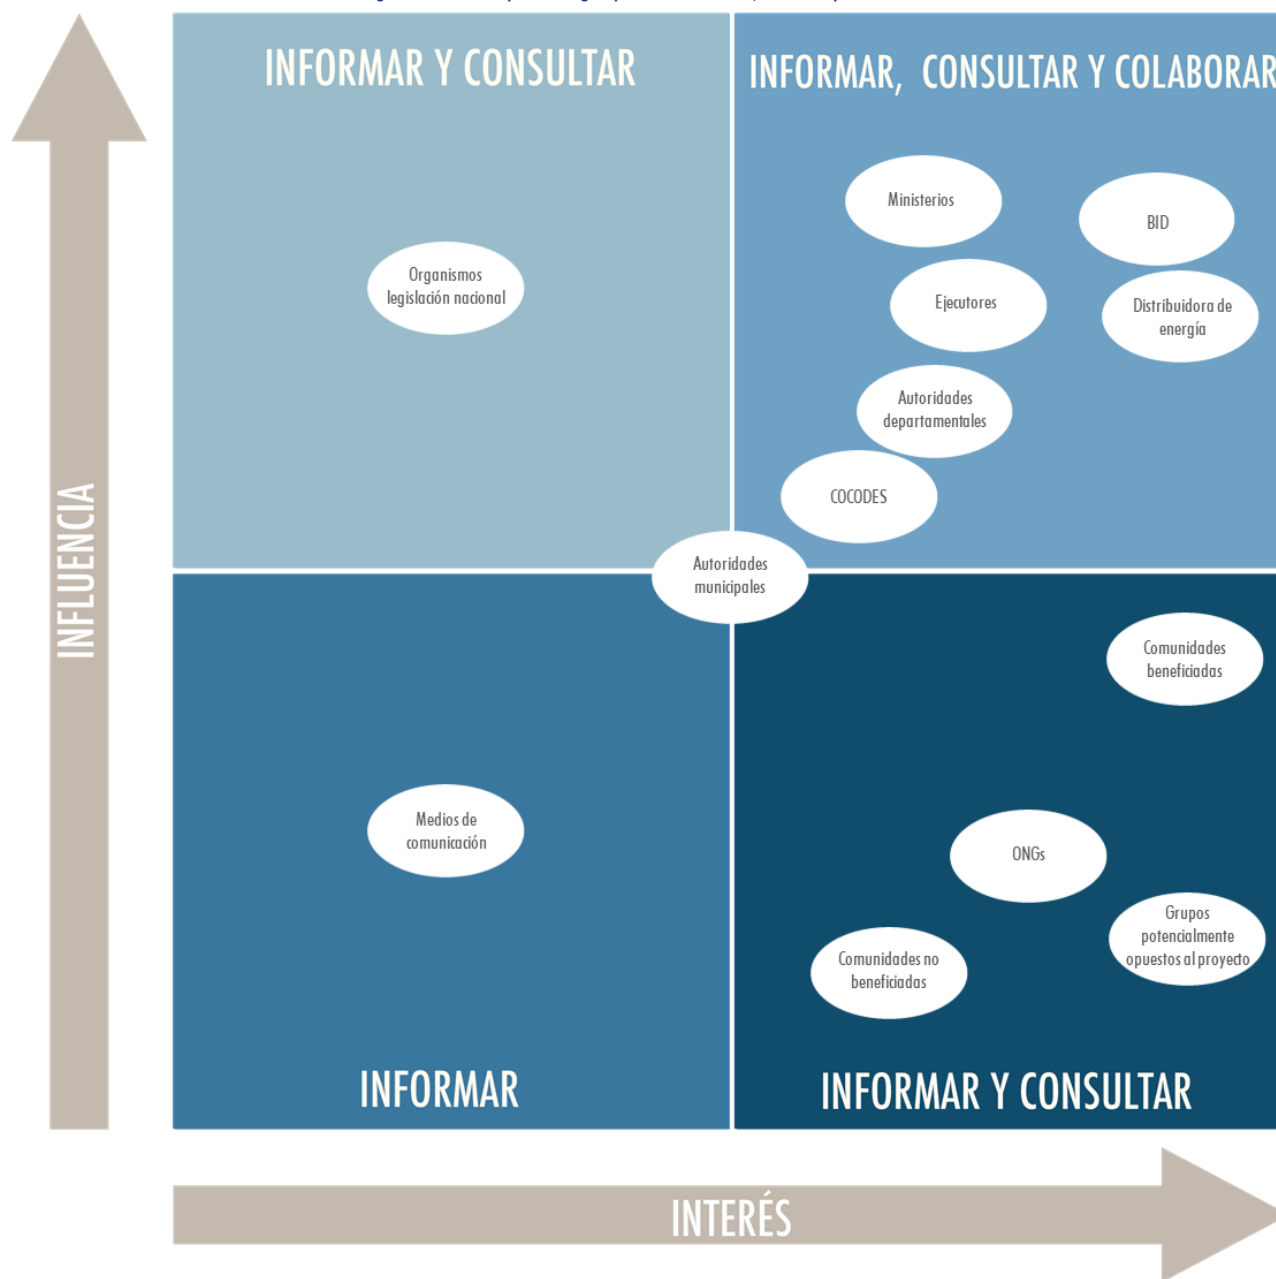 INFORMAR Y CONSULTAR
INFORMAR, CONSULTAR Y COLABORAR
Ministerios
BID
Organismos
legislación nacional
Ejecutores
Distribuidora de
energía
Autoridades
departamentales
COCODES
INFLUENCIA
Autoridades
municipales
Comunidades
beneficiadas
Medios de
comunicación
ONGs
Grupos
potencialmente
opuestos al proyecto
Comunidades no
beneficiadas
INFORMAR
INFORMAR Y CONSULTAR
INTERÉS